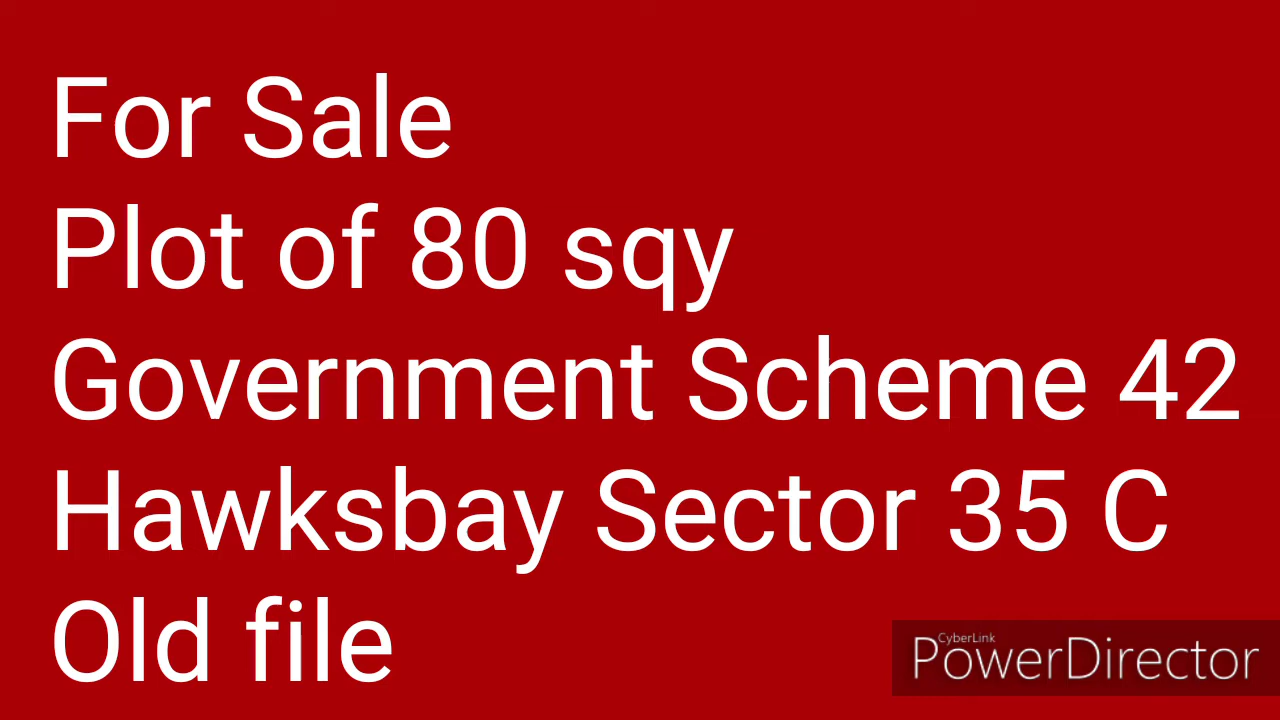 For Sale
Plot of 80 sqy
Government Scheme 42
Hawksbay Sector 35 C
Old file
CyberLink
PowerDirector